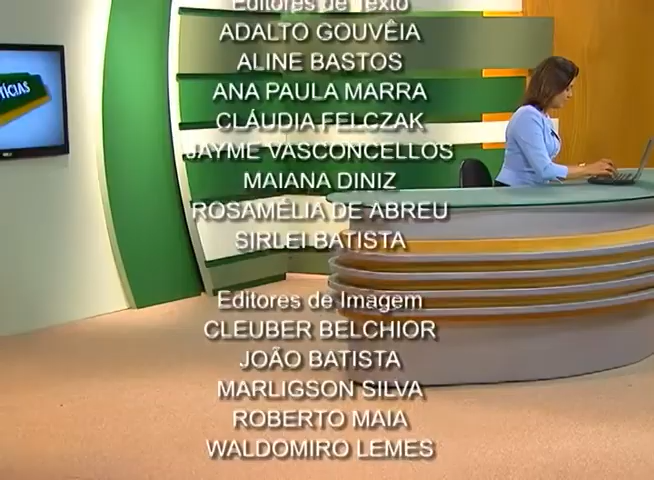 Editores de Texto
ADALTO GOUVÊIA
ALINE BASTOS
ANA PAULA MARRA
CLÁUDIA FELCZAK
JAYME VASCONCELLOS
MAIANA DINIZ
ROSAMÉLIA DE ABREU
SIRLEI BATISTA
Editores de Imagem
CLEUBER BELCHIOR
JOÃO BATISTA
MARLIGSON SILVA
ROBERTO MAIA
WALDOMIRO LEMES